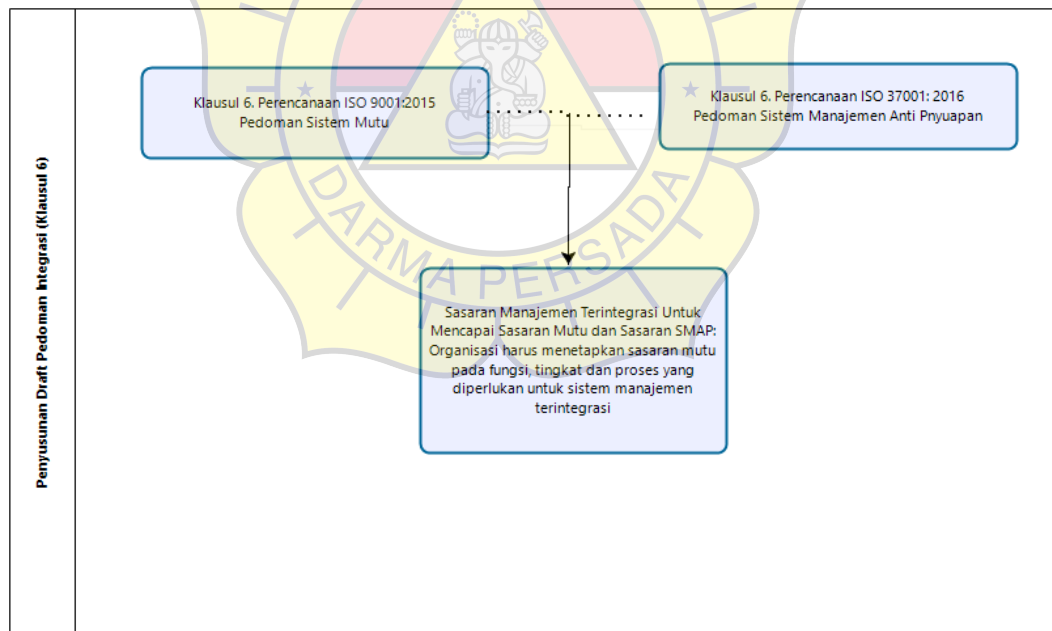 Penyusunan Draft Pedoman Integrasi (Klausul 6)
Klausul 6. Perencanaan ISO 9001:2015
Pedoman Sistem Mutu
Klausul 6. Perencanaan ISO 37001: 2016
Pedoman Sistem Manajemen Anti Pnyuapan
DARMA PERSADA
Sasaran Manajemen Terintegrasi Untuk
Mencapai Sasaran Mutu dan Sasaran SMAP:
Organisasi harus menetapkan sasaran mutu
pada fungsi, tingkat dan proses yang
diperlukan untuk sistem manajemen
terintegrasi